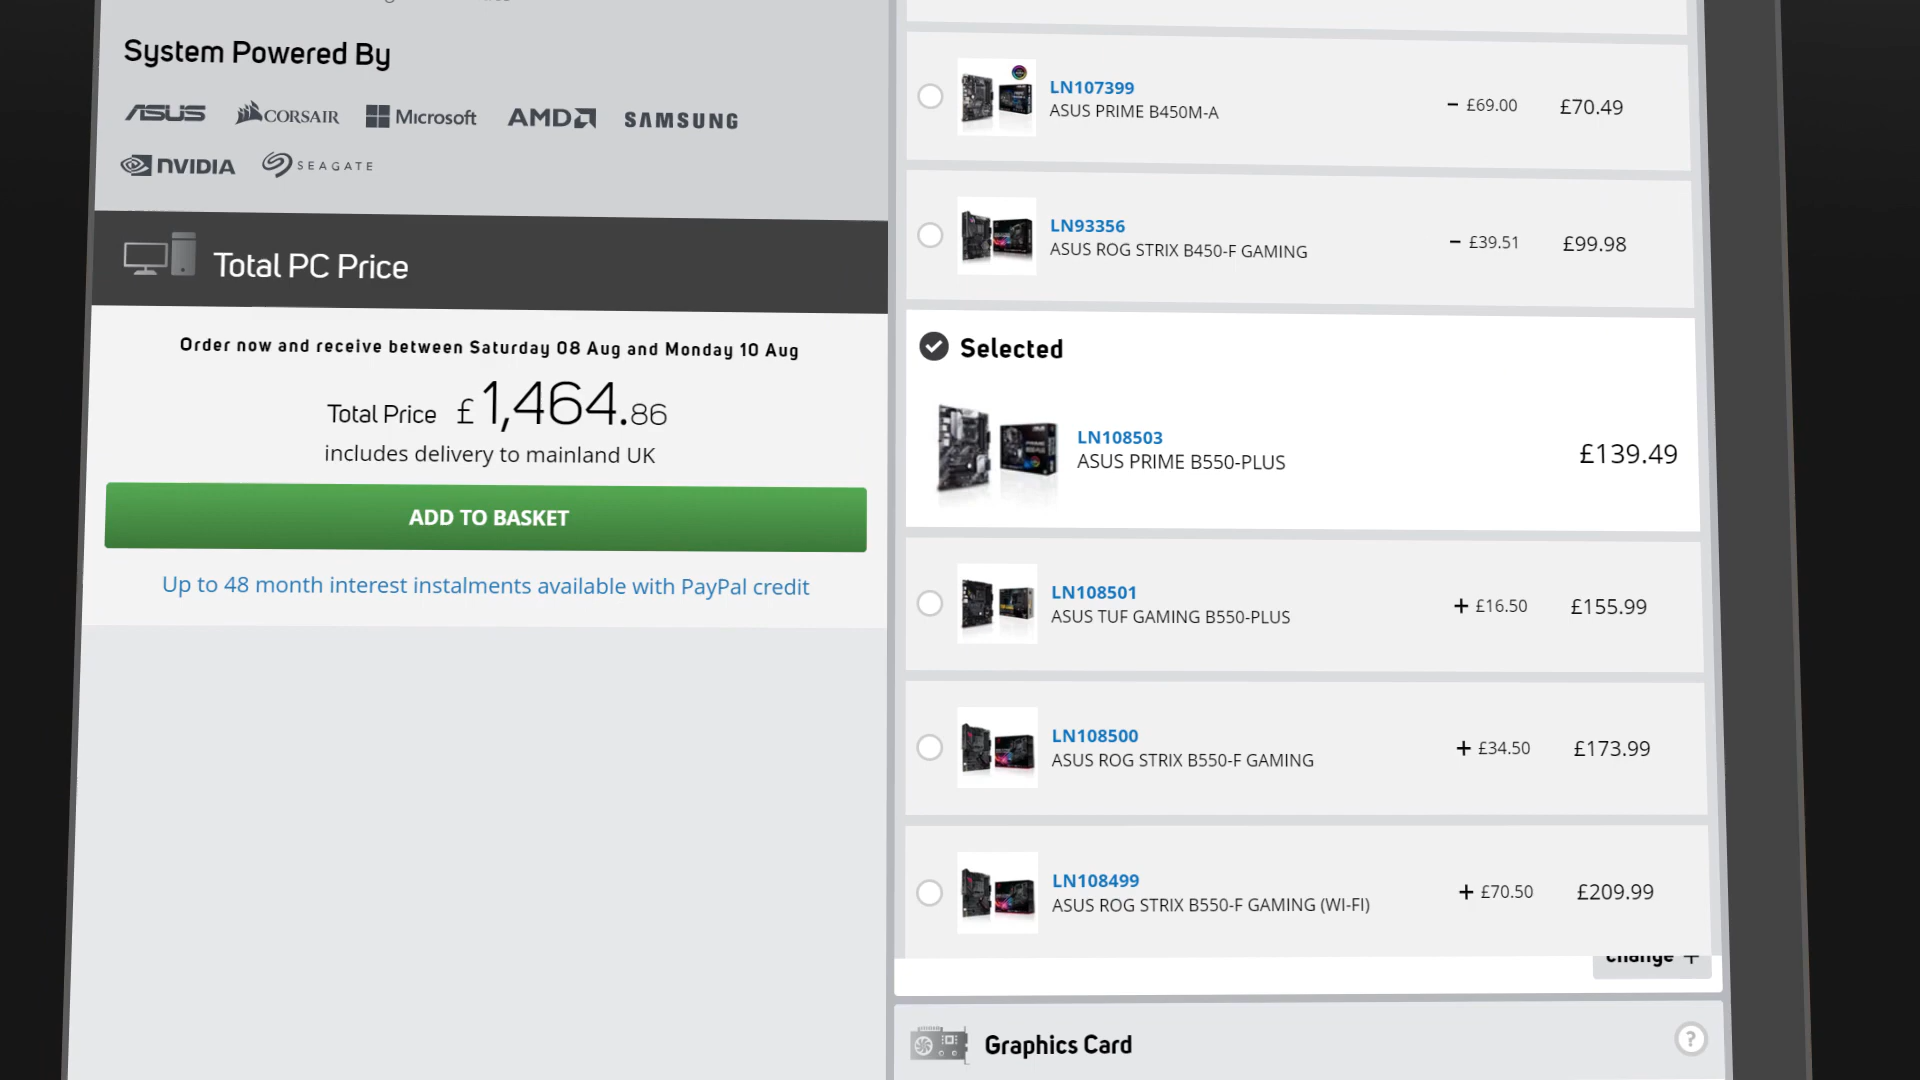 System Powered By
ASUS CORSAIR Microsoft AMD SAMSUNG
NVIDIA SEAGATE
Total PC Price
Order now and receive between Saturday 08 Aug and Monday 10 Aug
Total Price £1,464.86
includes delivery to mainland UK
ADD TO BASKET
Up to 48 month interest instalments available with PayPal credit
LN107399
ASUS PRIME B450M-A
- £69.00 £70.49
LN93356
ASUS ROG STRIX B450-F GAMING
- £39.51 £99.98
Selected
LN108503
ASUS PRIME B550-PLUS
£139.49
LN108501
ASUS TUF GAMING B550-PLUS
+ £16.50 £155.99
LN108500
ASUS ROG STRIX B550-F GAMING
+ £34.50 £173.99
LN108499
ASUS ROG STRIX B550-F GAMING (WI-FI)
+ £70.50 £209.99
change +
Graphics Card
?